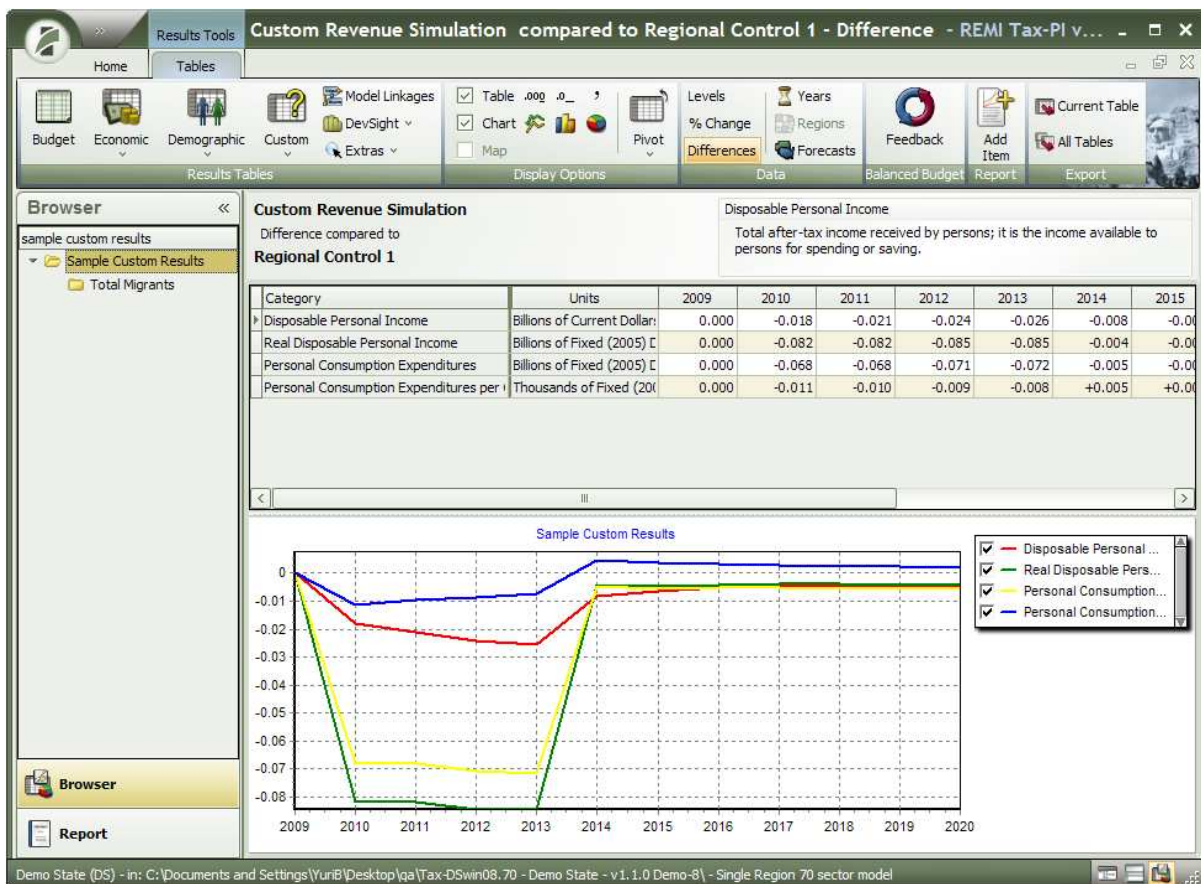 Results Tools
Custom Revenue Simulation compared to Regional Control 1 - Difference - REMI Tax-PI v...
Home
Tables
Budget
Economic
Demographic
Custom
Model Linkages
DevSight
Extras
Results Tables
Table .000 .0_ ,
Chart
Map
Pivot
Display Options
Levels
% Change
Differences
Years
Regions
Forecasts
Data
Feedback
Balanced Budget
Add Item
Report
Current Table
All Tables
Export
Browser «
sample custom results
Sample Custom Results
Total Migrants
Browser
Report
Custom Revenue Simulation
Difference compared to
Regional Control 1
Disposable Personal Income
Total after-tax income received by persons; it is the income available to
persons for spending or saving.
Category Units 2009 2010 2011 2012 2013 2014 2015
Disposable Personal Income Billions of Current Dollar 0.000 -0.018 -0.021 -0.024 -0.026 -0.008 -0.00
Real Disposable Personal Income Billions of Fixed (2005) D 0.000 -0.082 -0.082 -0.085 -0.085 -0.004 -0.00
Personal Consumption Expenditures Billions of Fixed (2005) D 0.000 -0.068 -0.068 -0.071 -0.072 -0.005 -0.00
Personal Consumption Expenditures per Thousands of Fixed (200 0.000 -0.011 -0.010 -0.009 -0.008 +0.005 +0.00
Sample Custom Results
0
-0.01
-0.02
-0.03
-0.04
-0.05
-0.06
-0.07
-0.08
2009 2010 2011 2012 2013 2014 2015 2016 2017 2018 2019 2020
Disposable Personal ...
Real Disposable Pers...
Personal Consumption...
Personal Consumption...
Demo State (DS) - in: C:\Documents and Settings\YuriB\Desktop\qa\Tax-DSwin08.70 - Demo State - v1.1.0 Demo-8\ - Single Region 70 sector model